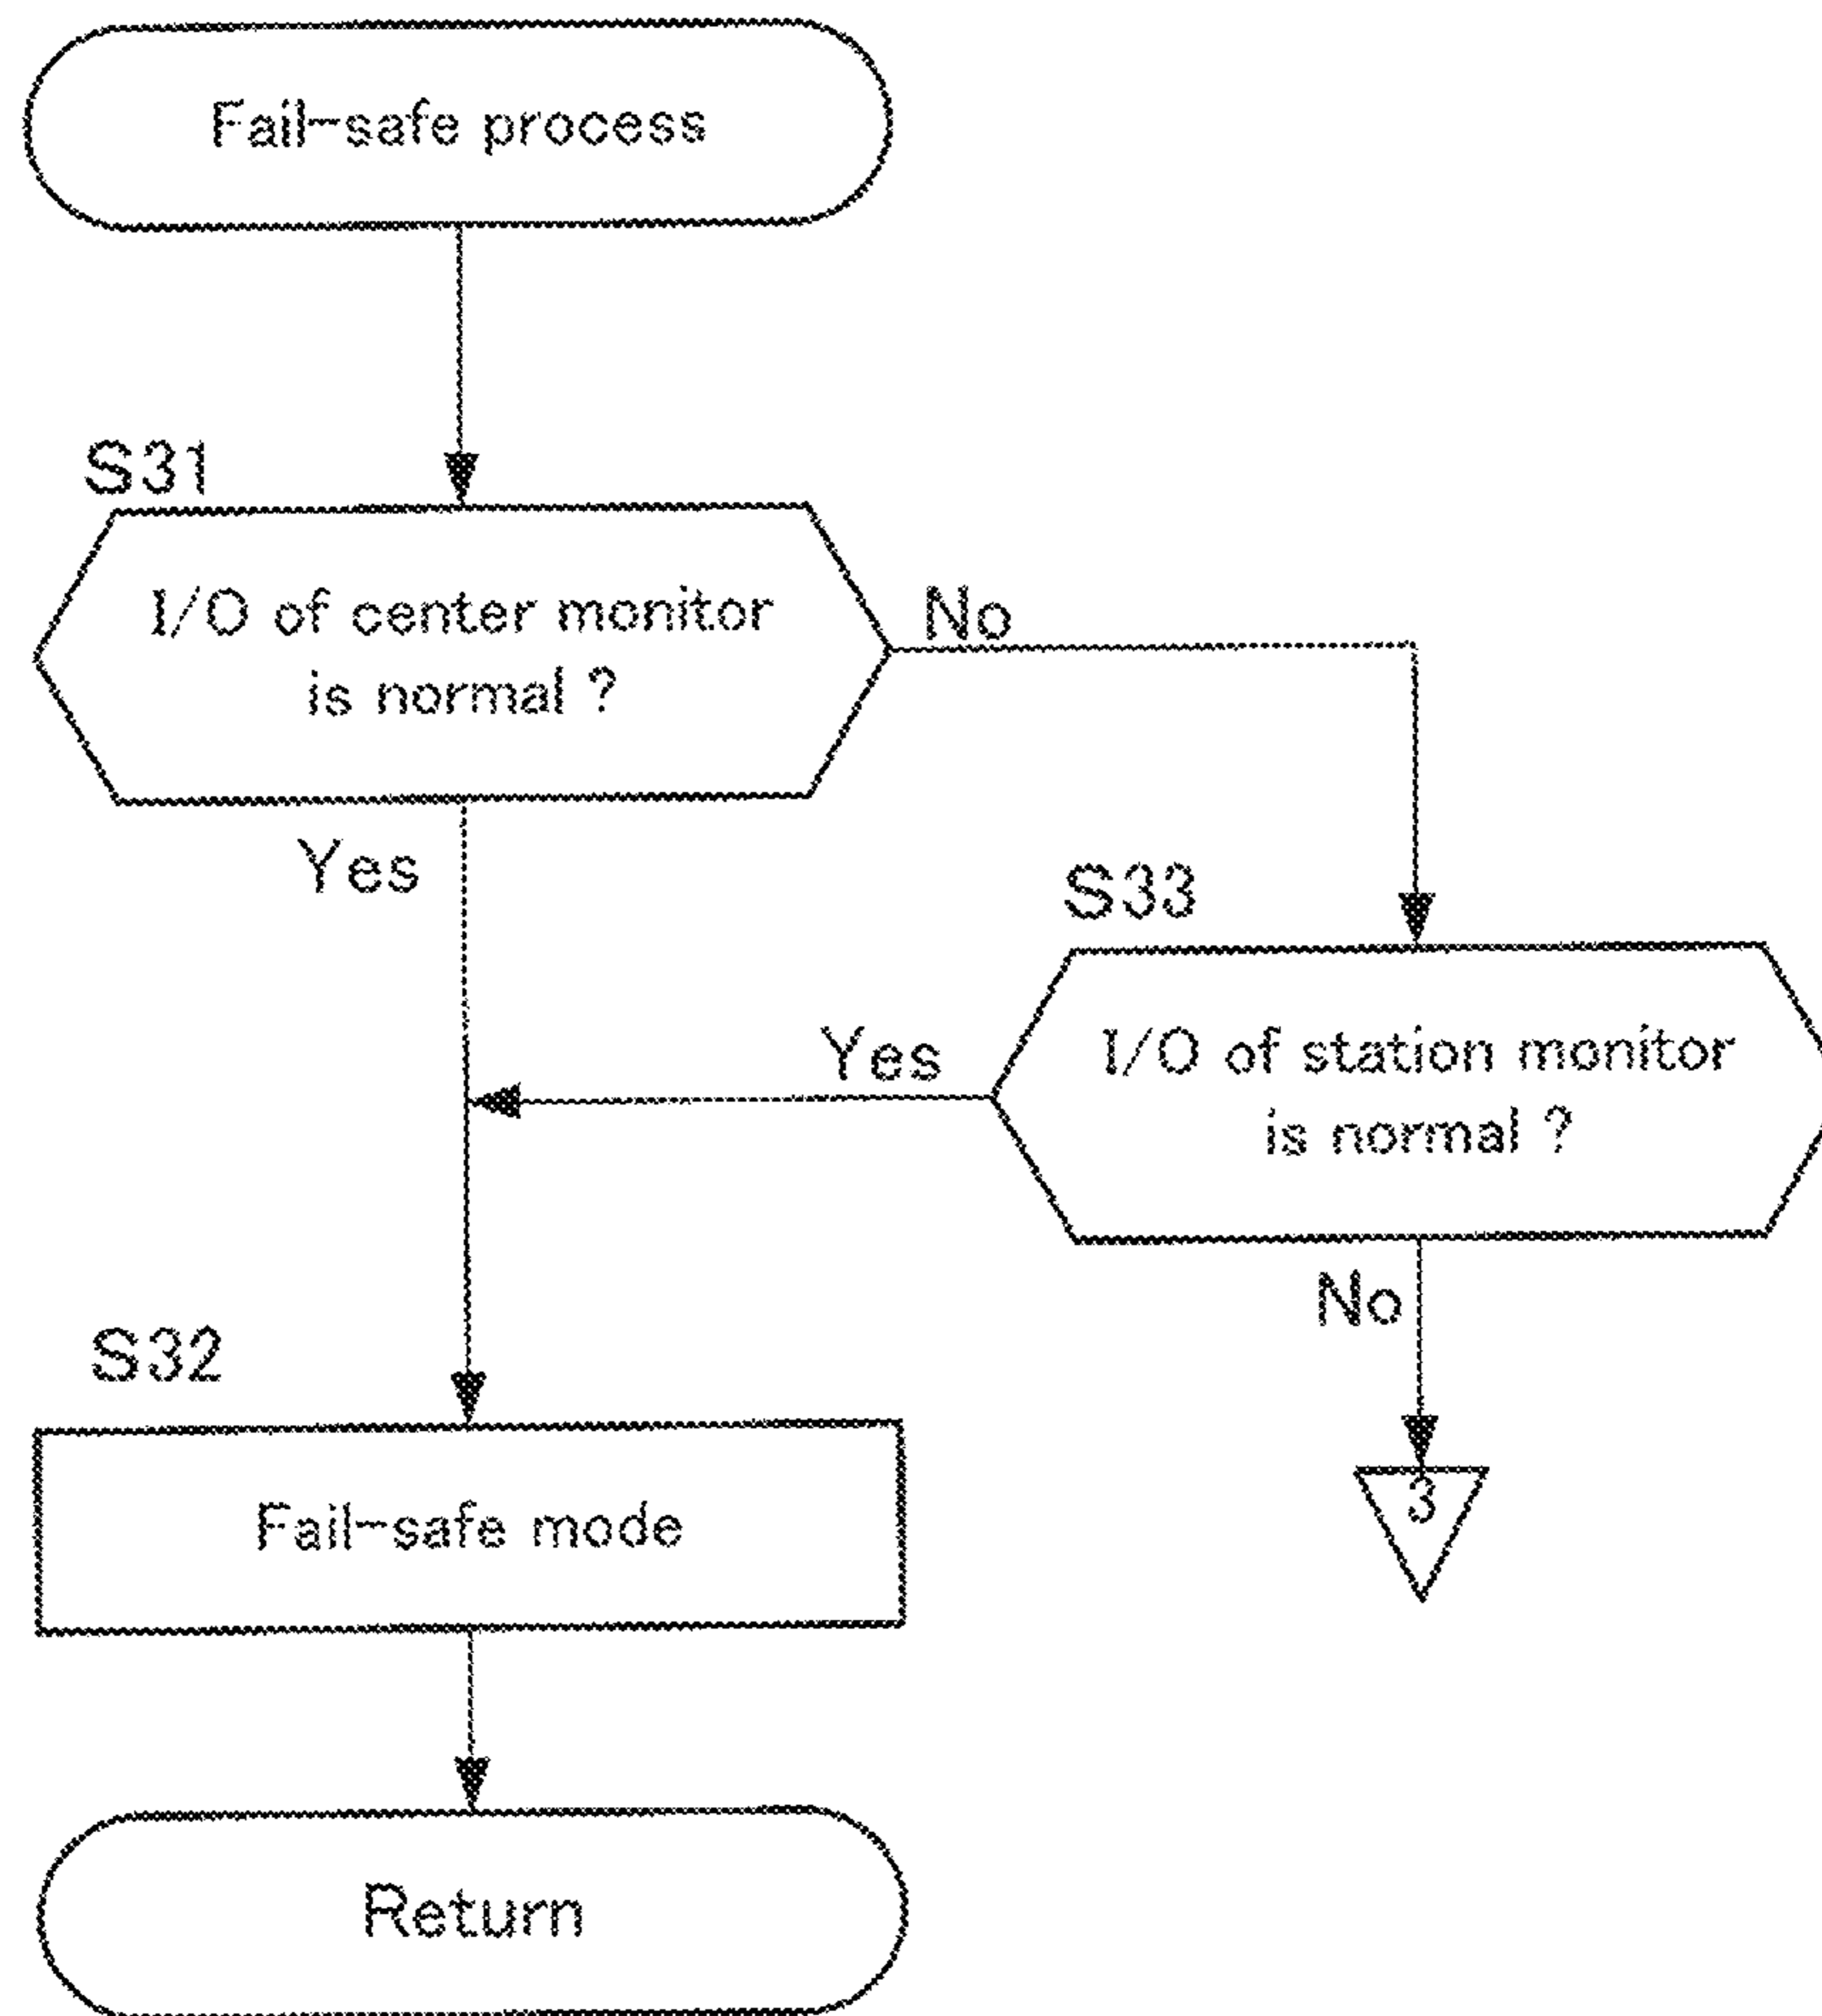 Fail-safe process
S31
I/O of center monitor
is normal ?
No
Yes
S33
I/O of station monitor
is normal ?
Yes
No
3
S32
Fail-safe mode
Return